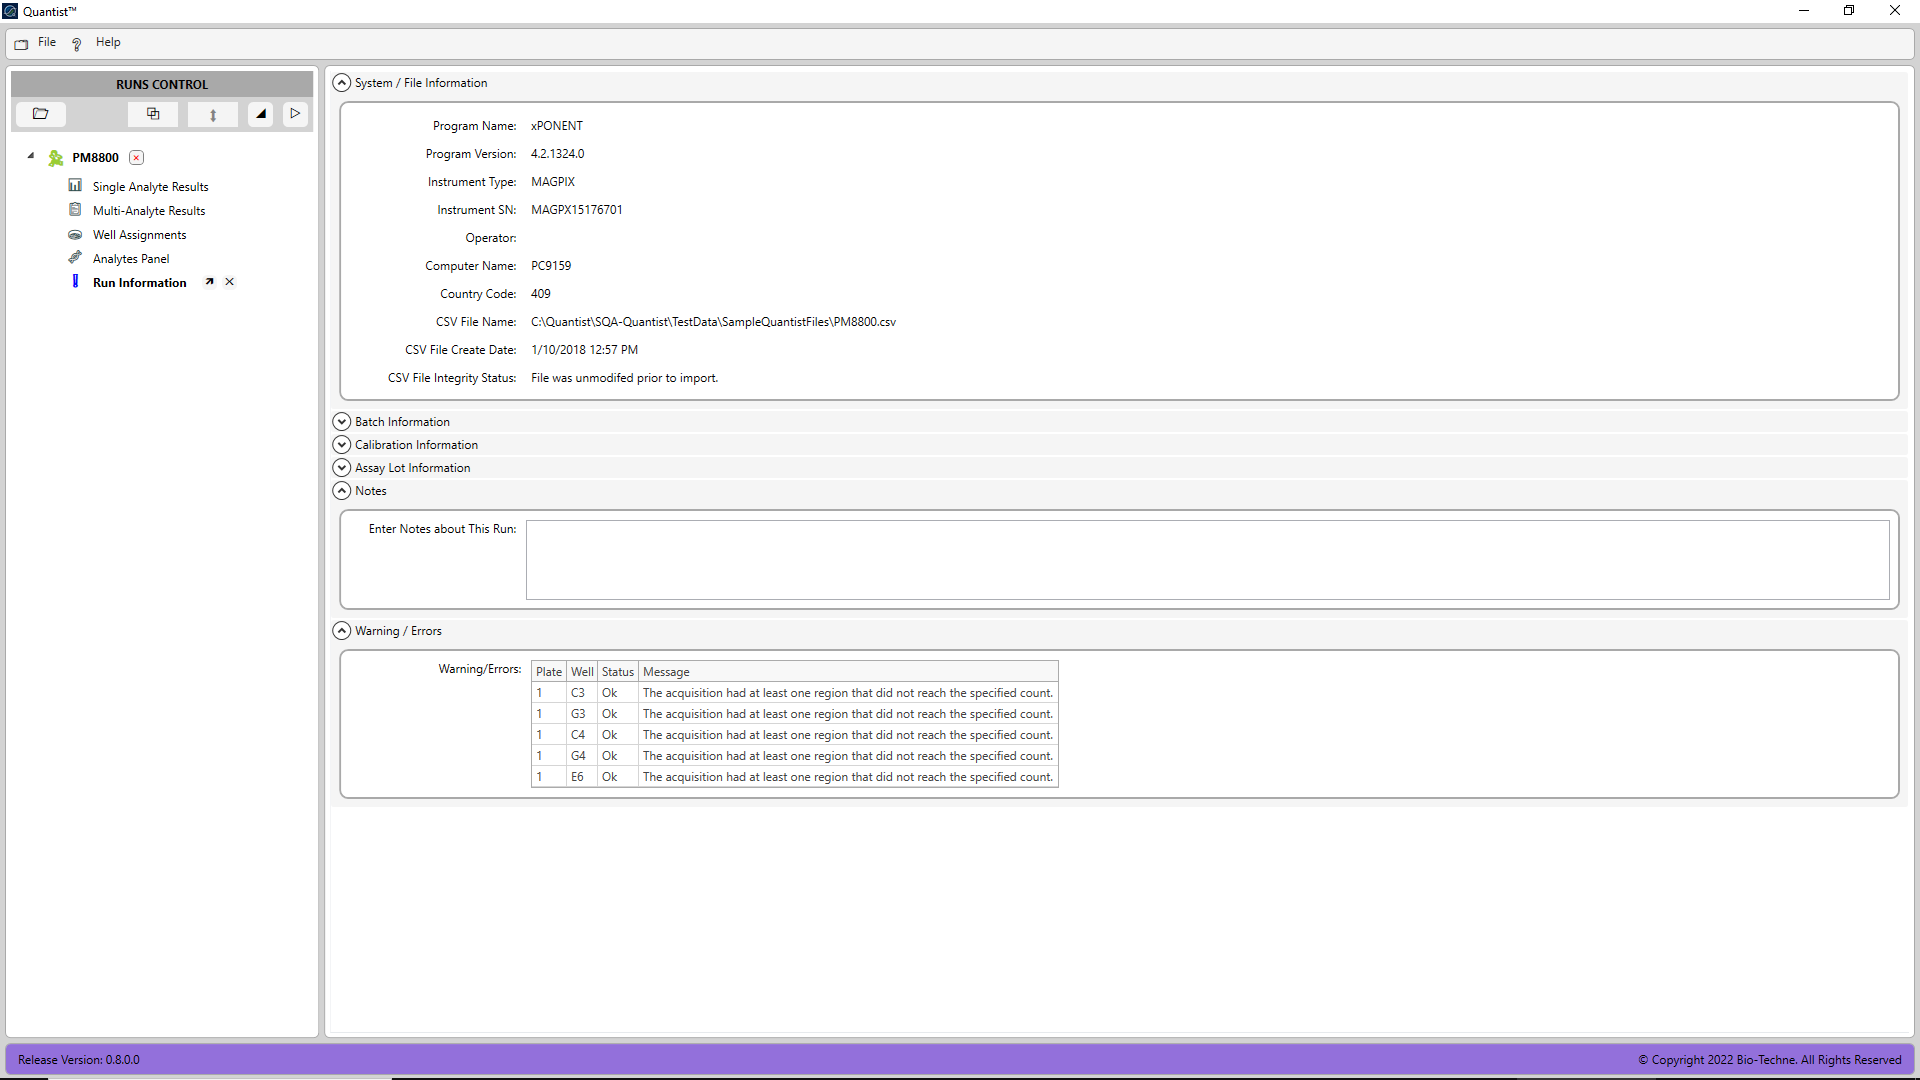 Quantist™
File
Help
RUNS CONTROL
PM8800
Single Analyte Results
Multi-Analyte Results
Well Assignments
Analytes Panel
Run Information
System / File Information
Program Name: xPONENT
Program Version: 4.2.1324.0
Instrument Type: MAGPIX
Instrument SN: MAGPX15176701
Operator:
Computer Name: PC9159
Country Code: 409
CSV File Name: C:\Quantist\SQA-Quantist\TestData\SampleQuantistFiles\PM8800.csv
CSV File Create Date: 1/10/2018 12:57 PM
CSV File Integrity Status: File was unmodifed prior to import.
Batch Information
Calibration Information
Assay Lot Information
Notes
Enter Notes about This Run:
Warning / Errors
Warning/Errors:
Plate Well Status Message
1 C3 Ok The acquisition had at least one region that did not reach the specified count.
1 G3 Ok The acquisition had at least one region that did not reach the specified count.
1 C4 Ok The acquisition had at least one region that did not reach the specified count.
1 G4 Ok The acquisition had at least one region that did not reach the specified count.
1 E6 Ok The acquisition had at least one region that did not reach the specified count.
Release Version: 0.8.0.0
© Copyright 2022 Bio-Techne. All Rights Reserved